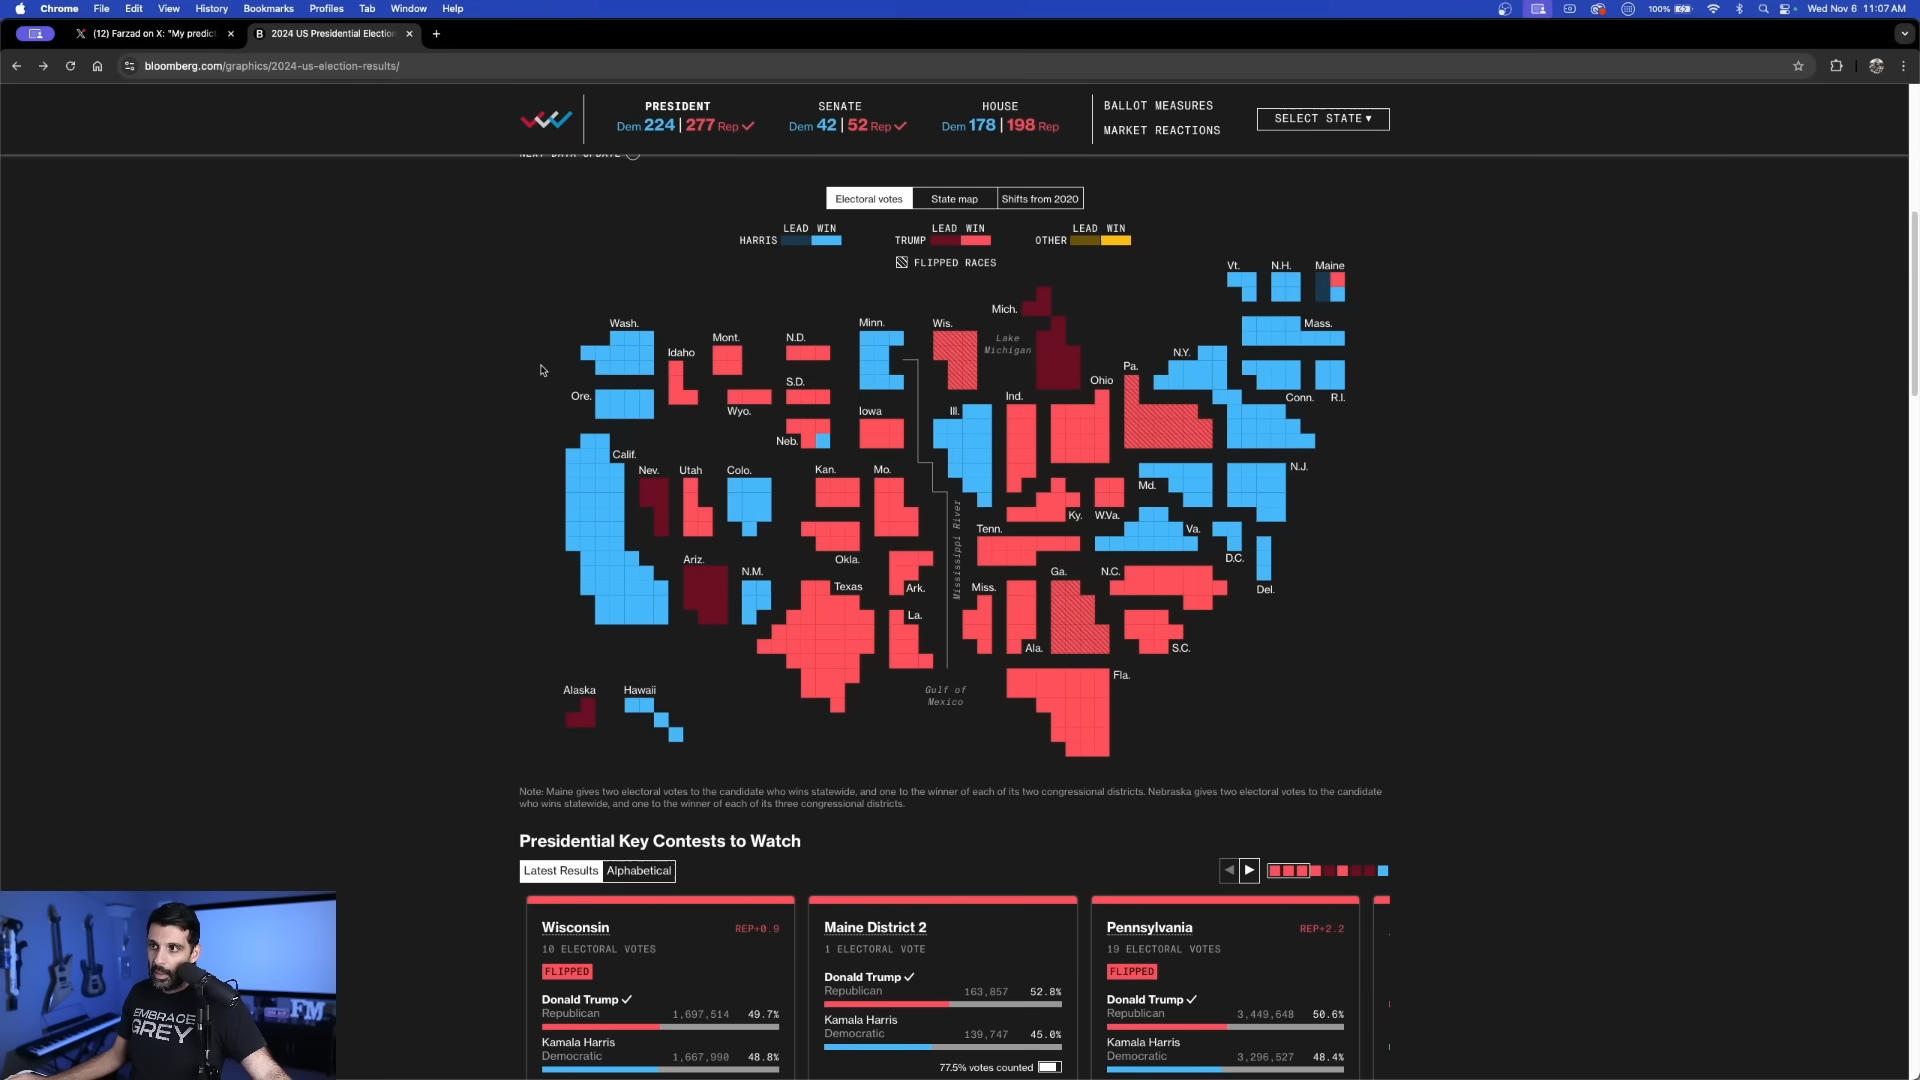 Chrome File Edit View History Bookmarks Profiles Tab Window Help 100% Wed Nov 6 11:07 AM
(12) Farzad on X: "My predic 2024 US Presidential Election
bloomberg.com/graphics/2024-us-election-results/
PRESIDENT SENATE HOUSE BALLOT MEASURES
Dem 224 | 277 Rep Dem 42 | 52 Rep Dem 178 | 198 Rep SELECT STATE ▾
MARKET REACTIONS
NEXT DATA UPDATE
Electoral votes State map Shifts from 2020
LEAD WIN LEAD WIN LEAD WIN
HARRIS TRUMP OTHER
FLIPPED RACES
Vt. N.H. Maine
Mich.
Wash. Minn. Wis. Mass.
Mont. N.D. Lake
Michigan
Idaho N.Y.
Pa.
S.D. Ohio
Ore. Ind. Conn. R.I.
Wyo. Iowa Ill.
Neb.
Calif. N.J.
Nev. Utah Colo. Kan. Mo.
Md.
Ky. W.Va.
Mississippi River
Tenn. Va.
Ariz. Okla. D.C.
N.M. Ga. N.C.
Texas Ark. Miss. Del.
La.
Ala. S.C.
Fla.
Alaska Hawaii Gulf of
Mexico
Note: Maine gives two electoral votes to the candidate who wins statewide, and one to the winner of each of its two congressional districts. Nebraska gives two electoral votes to the candidate
who wins statewide, and one to the winner of each of its three congressional districts.
Presidential Key Contests to Watch
Latest Results Alphabetical
Wisconsin REP+0.9
10 ELECTORAL VOTES
FLIPPED
Donald Trump
Republican 1,697,514 49.7%
Kamala Harris
Democratic 1,667,990 48.8%
Maine District 2
1 ELECTORAL VOTE
Donald Trump
Republican 163,857 52.8%
Kamala Harris
Democratic 139,747 45.0%
77.5% votes counted
Pennsylvania REP+2.2
19 ELECTORAL VOTES
FLIPPED
Donald Trump
Republican 3,449,648 50.6%
Kamala Harris
Democratic 3,296,527 48.4%
EMBRACE
GREY
FM